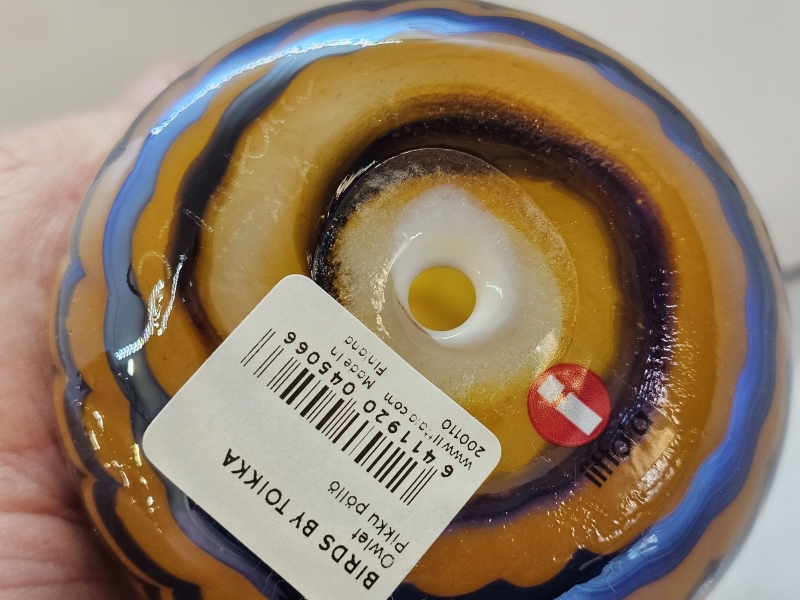 BIRDS BY TOIKKA
Owlet
Pikku pöllö
200110
www.iittala.com
Made in
Finland
6 411920 045066
iittala